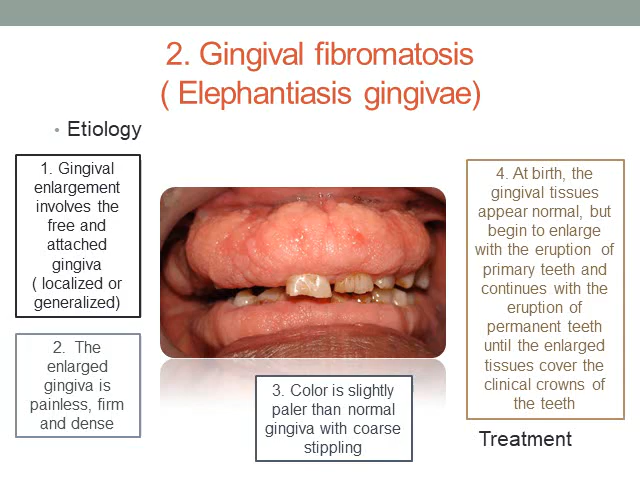 2. Gingival fibromatosis
( Elephantiasis gingivae)
• Etiology
1. Gingival
enlargement
involves the
free and
attached
gingiva
( localized or
generalized)
2. The
enlarged
gingiva is
painless, firm
and dense
3. Color is slightly
paler than normal
gingiva with coarse
stippling
4. At birth, the
gingival tissues
appear normal, but
begin to enlarge
with the eruption of
primary teeth and
continues with the
eruption of
permanent teeth
until the enlarged
tissues cover the
clinical crowns of
the teeth
Treatment